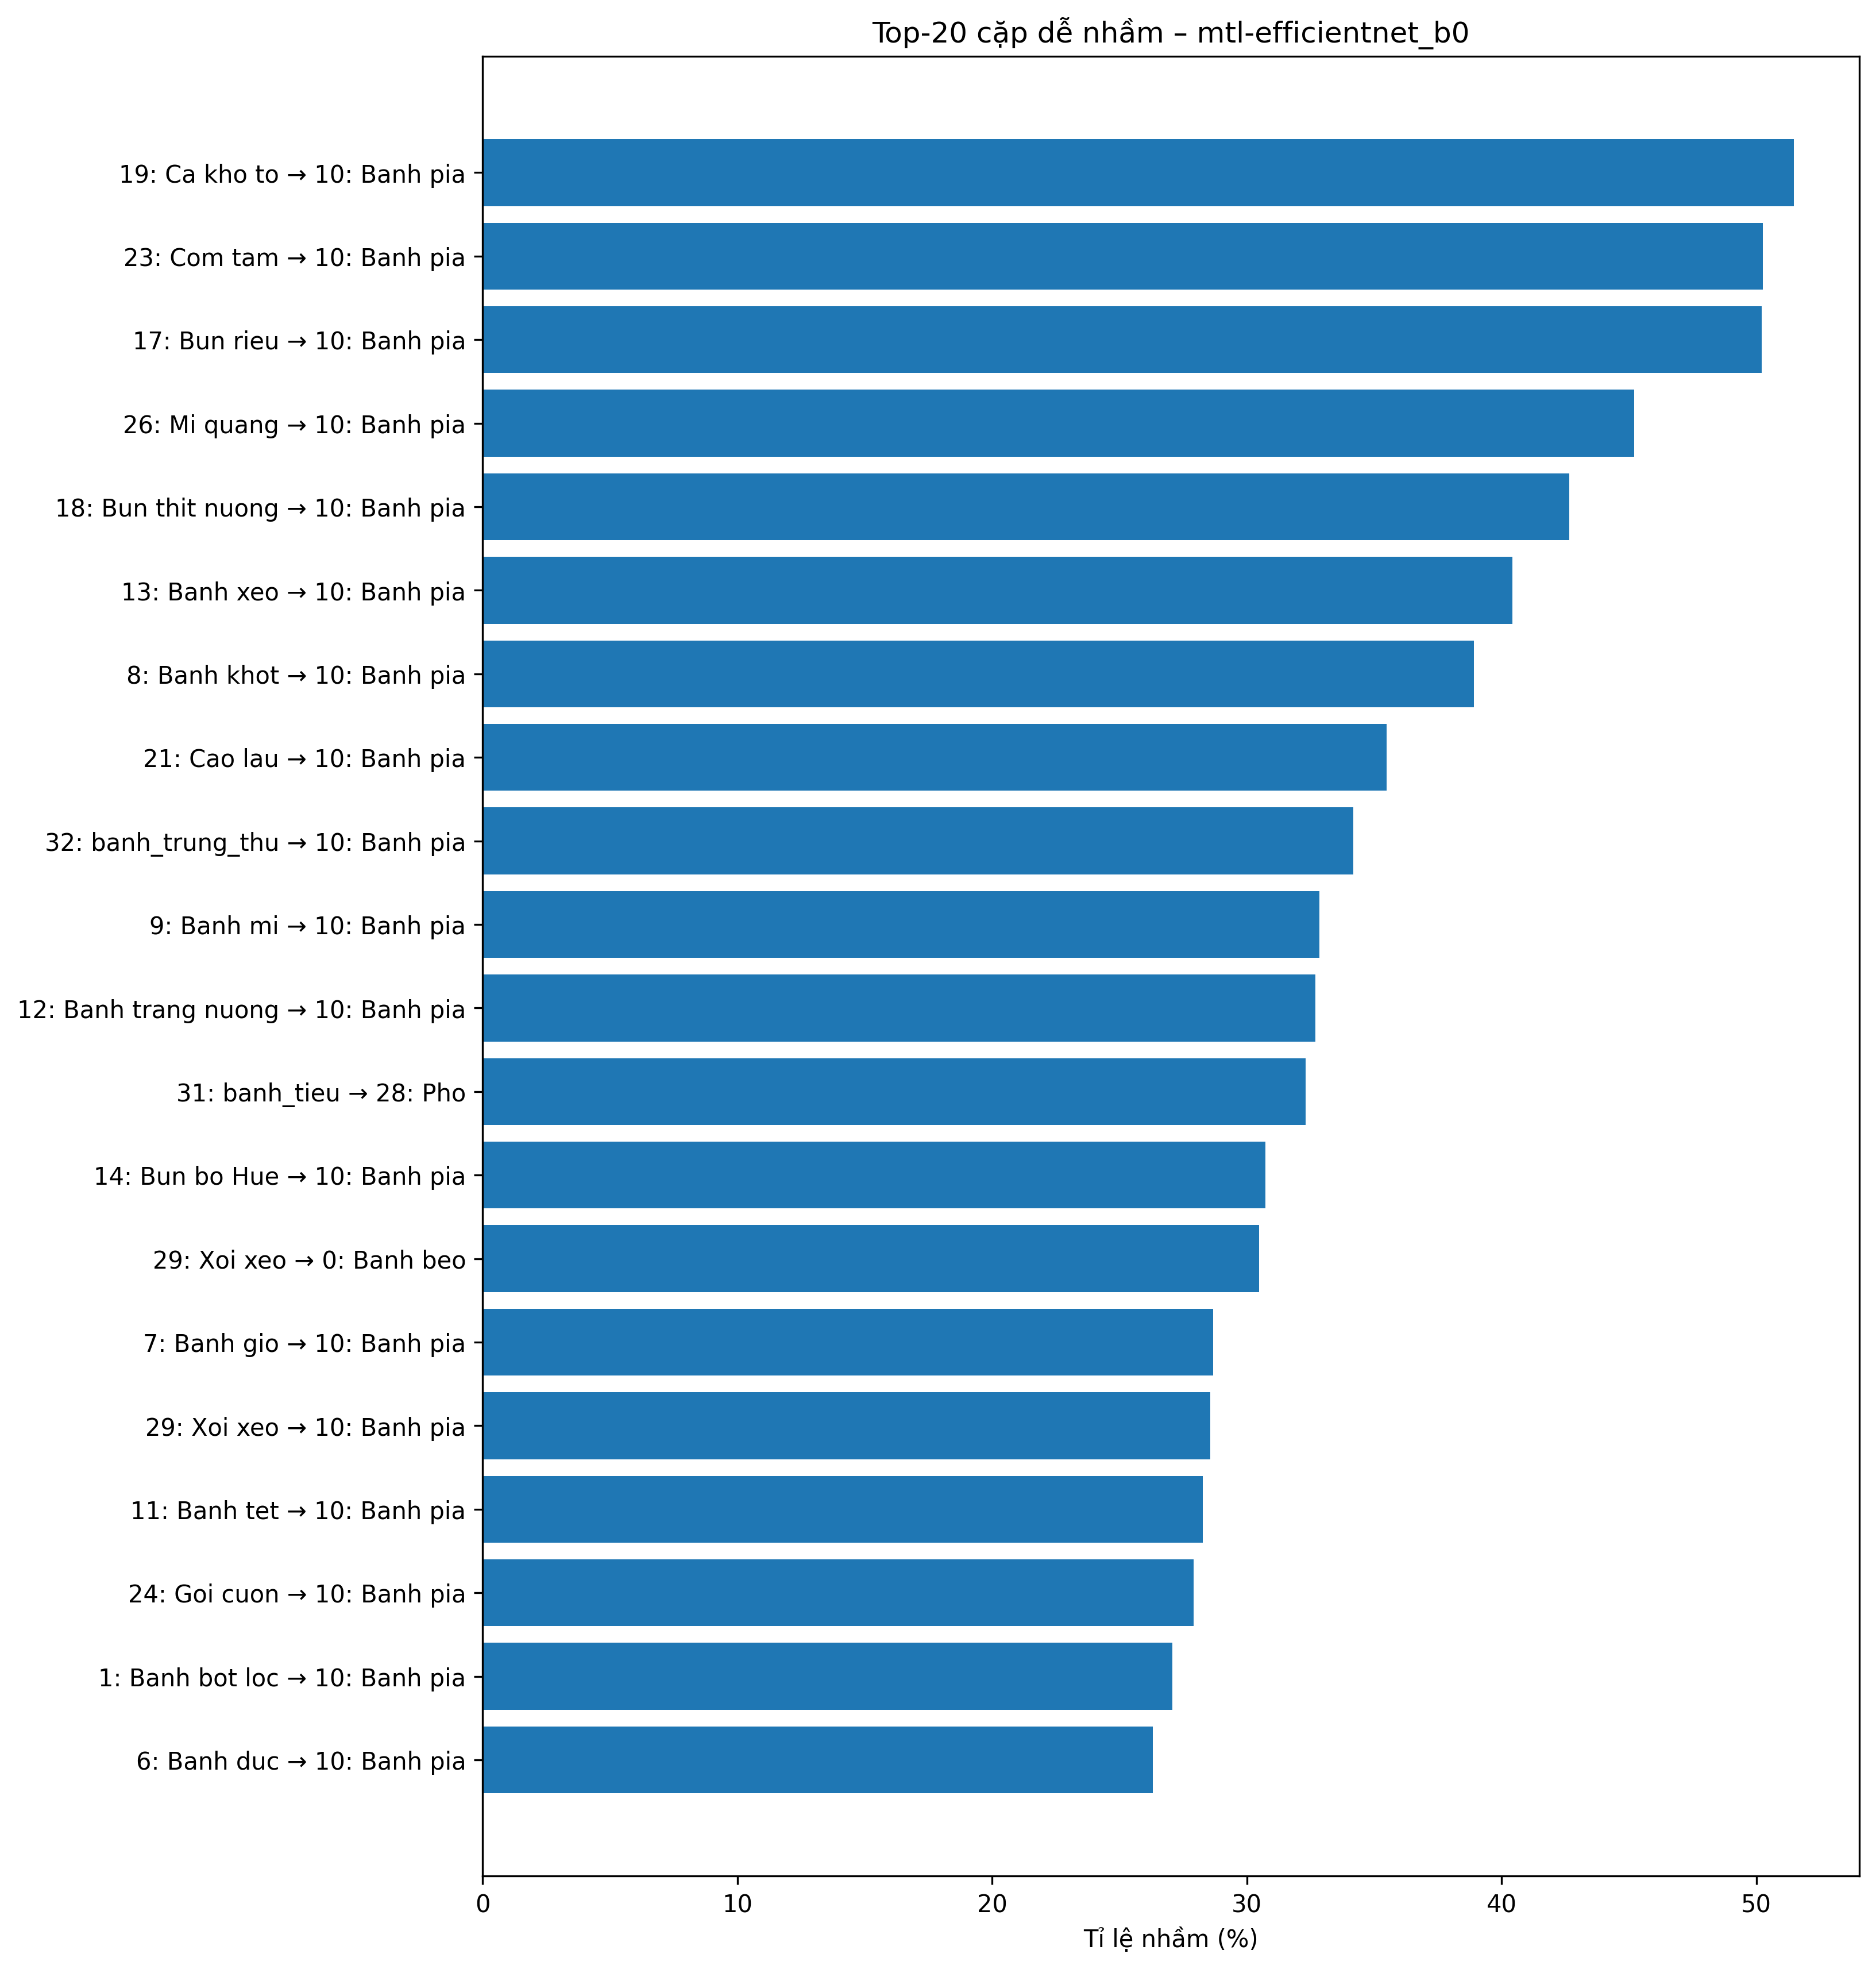 Top-20 cặp dễ nhầm – mtl-efficientnet_b0
19: Ca kho to → 10: Banh pia
23: Com tam → 10: Banh pia
17: Bun rieu → 10: Banh pia
26: Mi quang → 10: Banh pia
18: Bun thit nuong → 10: Banh pia
13: Banh xeo → 10: Banh pia
8: Banh khot → 10: Banh pia
21: Cao lau → 10: Banh pia
32: banh_trung_thu → 10: Banh pia
9: Banh mi → 10: Banh pia
12: Banh trang nuong → 10: Banh pia
31: banh_tieu → 28: Pho
14: Bun bo Hue → 10: Banh pia
29: Xoi xeo → 0: Banh beo
7: Banh gio → 10: Banh pia
29: Xoi xeo → 10: Banh pia
11: Banh tet → 10: Banh pia
24: Goi cuon → 10: Banh pia
1: Banh bot loc → 10: Banh pia
6: Banh duc → 10: Banh pia
0 10 20 30 40 50
Tỉ lệ nhầm (%)